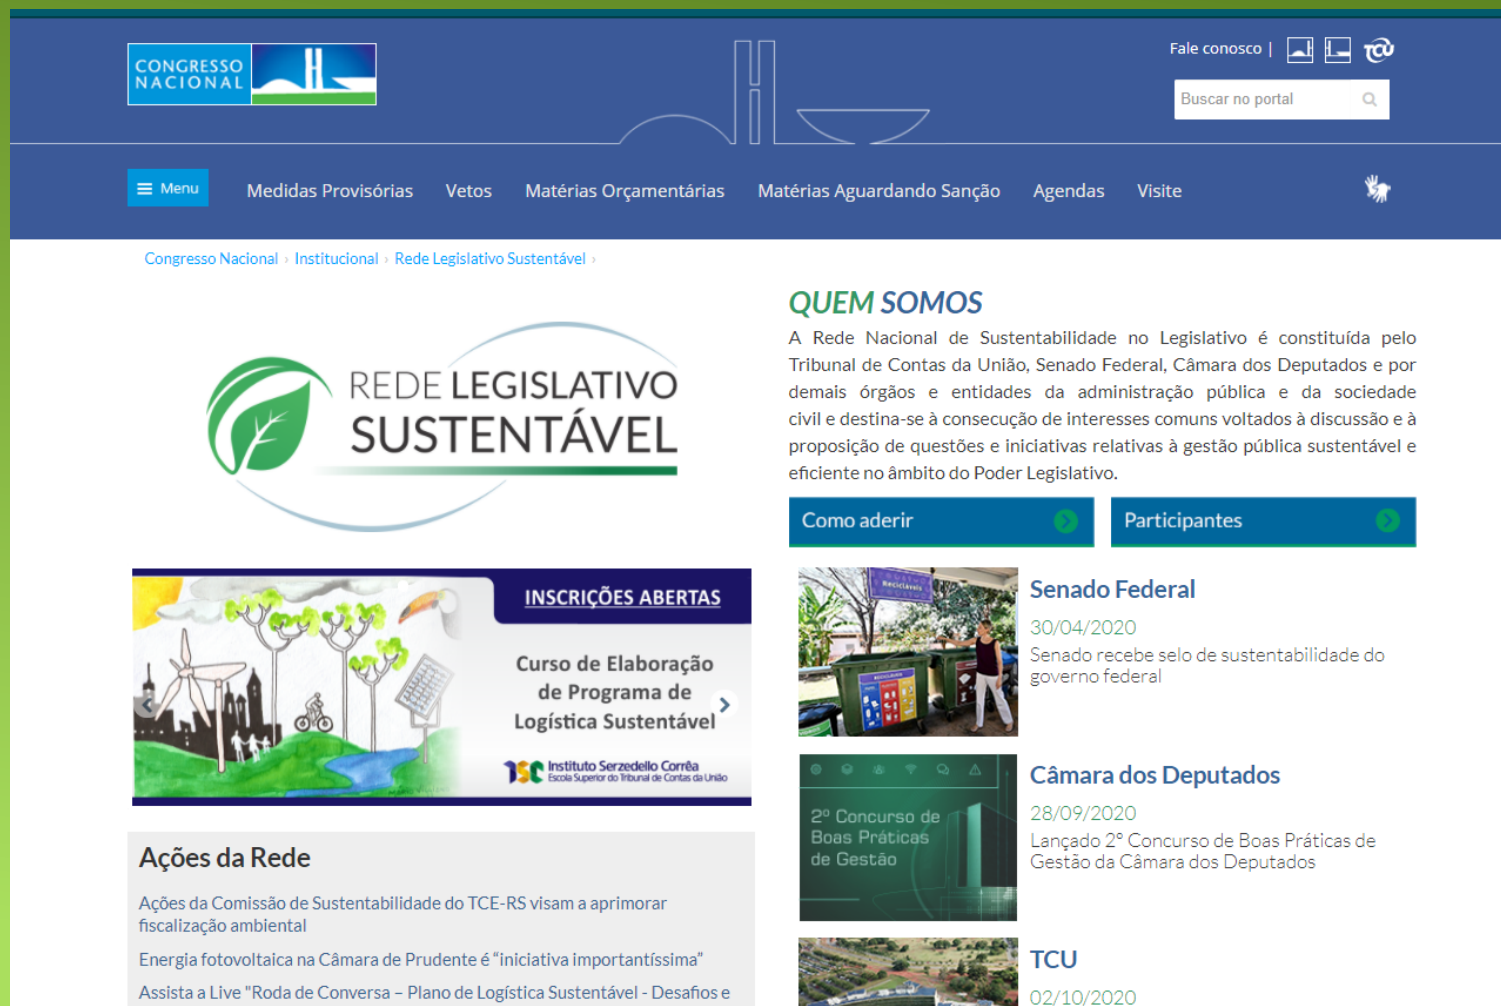 CONGRESSO
NACIONAL
Fale conosco |
TCU
Buscar no portal
Menu
Medidas Provisórias
Vetos
Matérias Orçamentárias
Matérias Aguardando Sanção
Agendas
Visite
Congresso Nacional › Institucional › Rede Legislativo Sustentável ›
REDE LEGISLATIVO
SUSTENTÁVEL
QUEM SOMOS
A Rede Nacional de Sustentabilidade no Legislativo é constituída pelo
Tribunal de Contas da União, Senado Federal, Câmara dos Deputados e por
demais órgãos e entidades da administração pública e da sociedade
civil e destina-se à consecução de interesses comuns voltados à discussão e à
proposição de questões e iniciativas relativas à gestão pública sustentável e
eficiente no âmbito do Poder Legislativo.
Como aderir
Participantes
INSCRIÇÕES ABERTAS
Curso de Elaboração
de Programa de
Logística Sustentável
ISC Instituto Serzedello Corrêa
Escola Superior do Tribunal de Contas da União
Recicláveis
Senado Federal
30/04/2020
Senado recebe selo de sustentabilidade do
governo federal
2º Concurso de
Boas Práticas
de Gestão
Câmara dos Deputados
28/09/2020
Lançado 2º Concurso de Boas Práticas de
Gestão da Câmara dos Deputados
TCU
02/10/2020
Ações da Rede
Ações da Comissão de Sustentabilidade do TCE-RS visam a aprimorar
fiscalização ambiental
Energia fotovoltaica na Câmara de Prudente é “iniciativa importantíssima”
Assista a Live "Roda de Conversa – Plano de Logística Sustentável - Desafios e